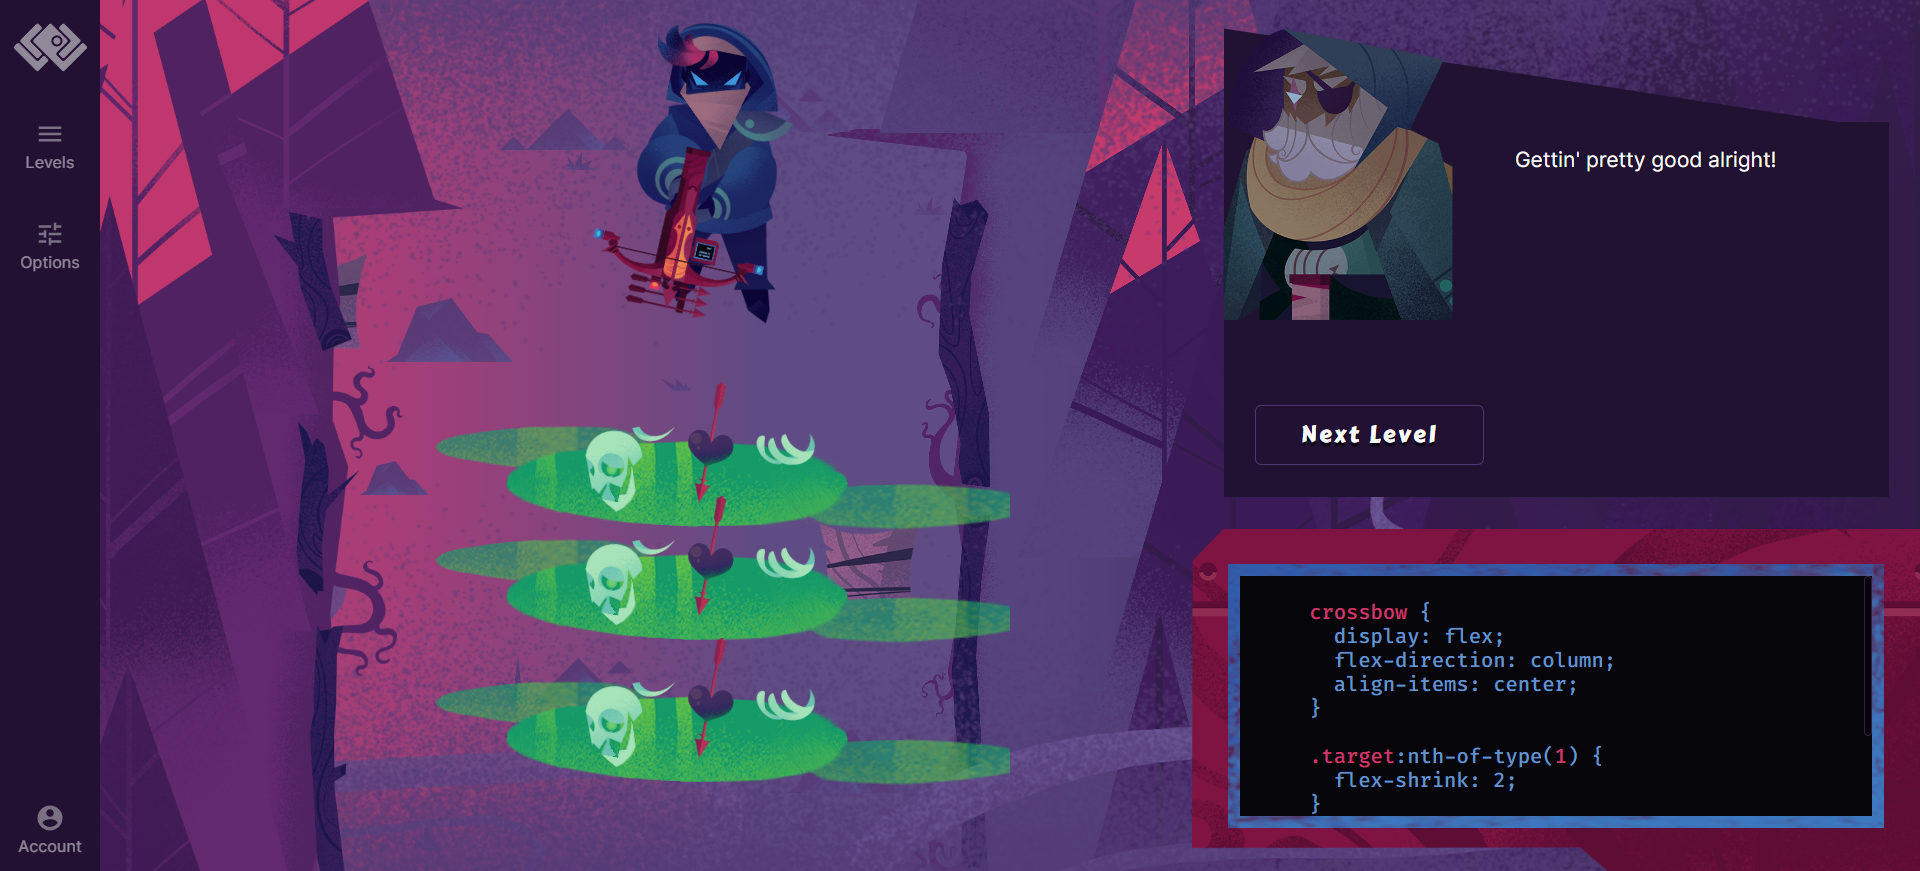 Levels
Options
Account
Gettin' pretty good alright!
Next Level
crossbow {
  display: flex;
  flex-direction: column;
  align-items: center;
}

.target:nth-of-type(1) {
  flex-shrink: 2;
}